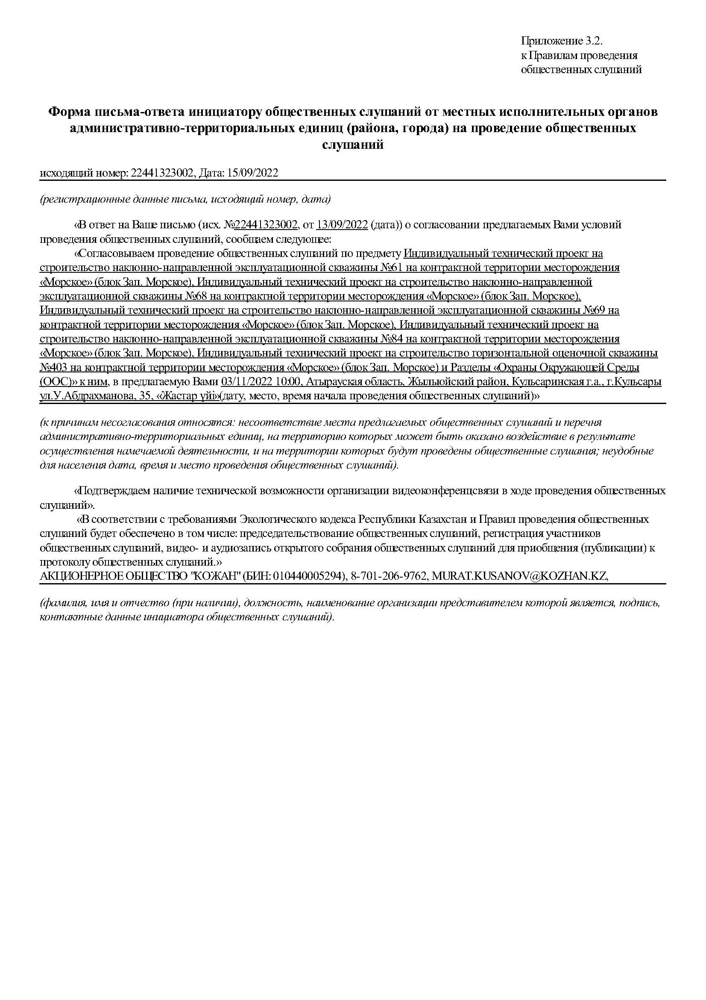 Приложение 3.2.
к Правилам проведения
общественных слушаний
Форма письма-ответа инициатору общественных слушаний от местных исполнительных органов
административно-территориальных единиц (района, города) на проведение общественных
слушаний
исходящий номер: 22441323002, Дата: 15/09/2022
(регистрационные данные письма, исходящий номер, дата)
«В ответ на Ваше письмо (исх. №22441323002, от 13/09/2022 (дата)) о согласовании предлагаемых Вами условий
проведения общественных слушаний, сообщаем следующее:
«Согласовываем проведение общественных слушаний по предмету Индивидуальный технический проект на
строительство наклонно-направленной эксплуатационной скважины №61 на контрактной территории месторождения
«Морское» (блок Зап. Морское), Индивидуальный технический проект на строительство наклонно-направленной
эксплуатационной скважины №68 на контрактной территории месторождения «Морское» (блок Зап. Морское),
Индивидуальный технический проект на строительство наклонно-направленной эксплуатационной скважины №69 на
контрактной территории месторождения «Морское» (блок Зап. Морское), Индивидуальный технический проект на
строительство наклонно-направленной эксплуатационной скважины №84 на контрактной территории месторождения
«Морское» (блок Зап. Морское), Индивидуальный технический проект на строительство горизонтальной оценочной скважины
№403 на контрактной территории месторождения «Морское» (блок Зап. Морское) и Разделы «Охраны Окружающей Среды
(ООС)» к ним, в предлагаемую Вами 03/11/2022 10:00, Атырауская область, Жылыойский район, Кульсаринская г.а., г.Кульсары
ул.У.Абдрахманова, 35, «Жастар үйі»(дату, место, время начала проведения общественных слушаний)»
(к причинам несогласования относятся: несоответствие места предлагаемых общественных слушаний и перечня
административно-территориальных единиц, на территорию которых может быть оказано воздействие в результате
осуществления намечаемой деятельности, и на территории которых будут проведены общественные слушания; неудобные
для населения дата, время и место проведения общественных слушаний).
«Подтверждаем наличие технической возможности организации видеоконференцсвязи в ходе проведения общественных
слушаний».
«В соответствии с требованиями Экологического кодекса Республики Казахстан и Правил проведения общественных
слушаний будет обеспечено в том числе: председательствование общественных слушаний, регистрация участников
общественных слушаний, видео- и аудиозапись открытого собрания общественных слушаний для приобщения (публикации) к
протоколу общественных слушаний.»
АКЦИОНЕРНОЕ ОБЩЕСТВО "КОЖАН" (БИН: 010440005294), 8-701-206-9762, MURAT.KUSANOV@KOZHAN.KZ,
(фамилия, имя и отчество (при наличии), должность, наименование организации представителем которой является, подпись,
контактные данные инициатора общественных слушаний).